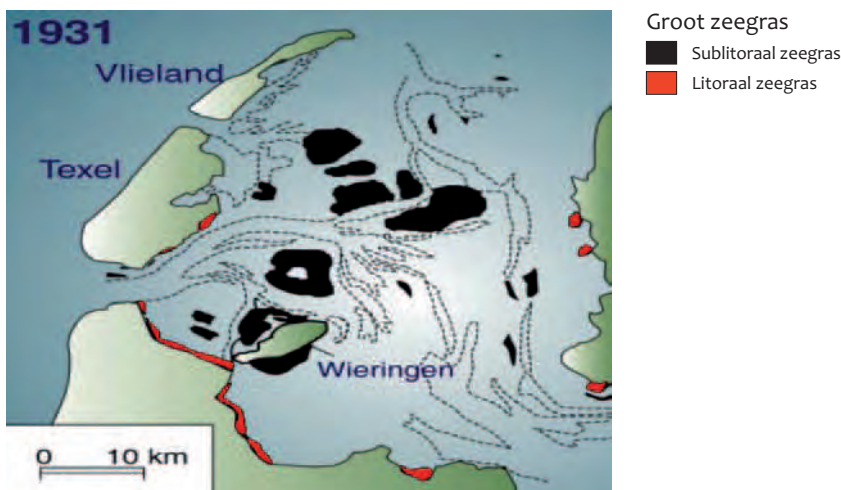 1931
Vlieland
Texel
Wieringen
0 10 km
Groot zeegras
Sublitoraal zeegras
Litoraal zeegras